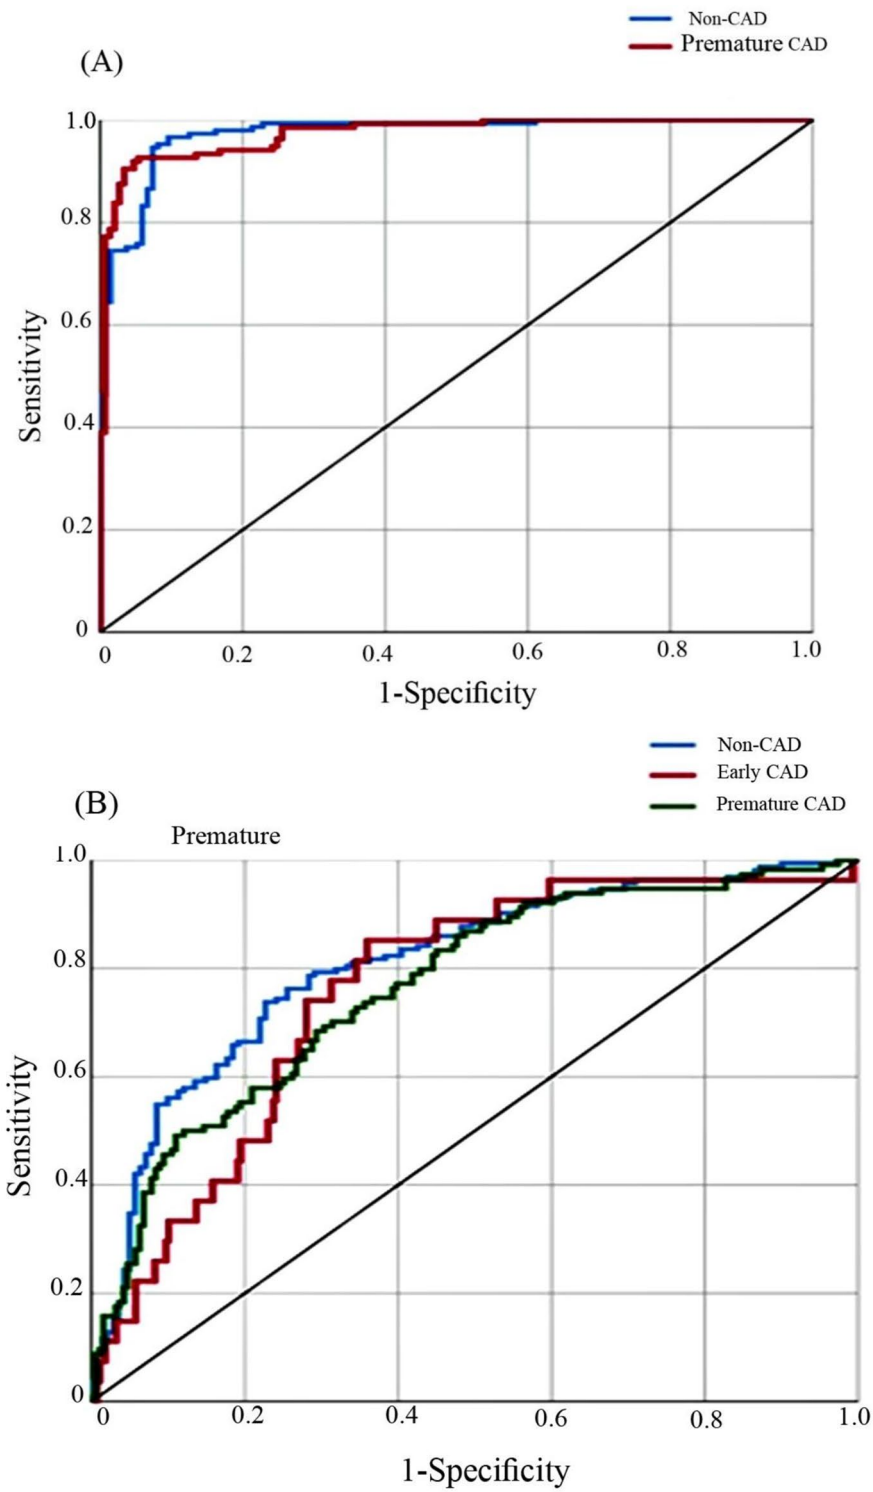 Non-CAD
Premature CAD
(A)
1.0
0.8
0.6
0.4
0.2
0
Sensitivity
0 0.2 0.4 0.6 0.8 1.0
1-Specificity
Non-CAD
Early CAD
Premature CAD
(B)
Premature
1.0
0.8
0.6
0.4
0.2
0
Sensitivity
0 0.2 0.4 0.6 0.8 1.0
1-Specificity